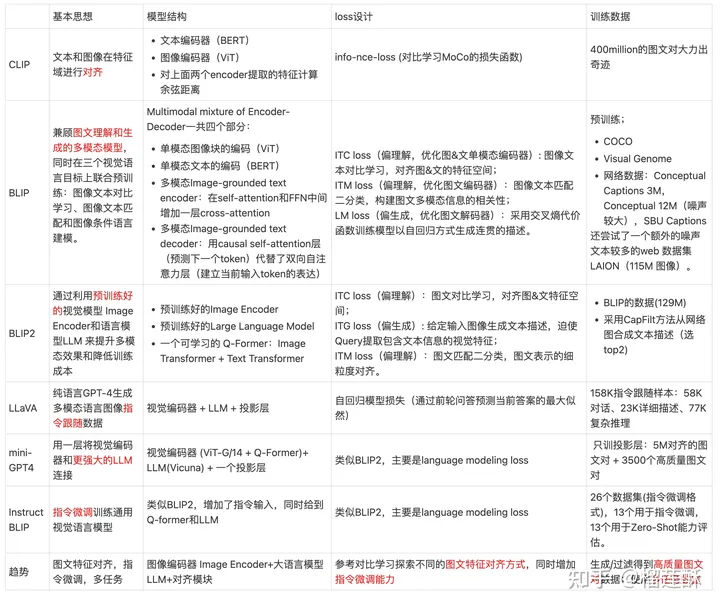 基本思想
模型结构
loss设计
训练数据
CLIP
文本和图像在特征
域进行对齐
• 文本编码器（BERT）
• 图像编码器（ViT）
• 对上面两个encoder提取的特征计算
余弦距离
info-nce-loss (对比学习MoCo的损失函数)
400million的图文对大力出
奇迹
BLIP
兼顾图文理解和生
成的多模态模型，
同时在三个视觉语
言目标上联合预训
练：图像文本对比
学习、图像文本匹
配和图像条件语言
建模。
Multimodal mixture of Encoder-
Decoder一共四个部分：
• 单模态图像块的编码（ViT）
• 单模态文本的编码（BERT）
• 多模态Image-grounded text
encoder：在self-attention和FFN中间
增加一层cross-attention
• 多模态Image-grounded text
tdecoder：用causal self-attention层
（预测下一个token）代替了双向自注
意力层（建立当前输入token的表达）
ITC loss（偏理解，优化图&文单模态编码器）：图像文
本对比学习，对齐图&文的特征空间；
ITM loss（偏理解，优化图文编码器）：图像文本匹配
二分类，构建图文多模态信息的相关性；
LM loss（偏生成，优化图文解码器）：采用交叉熵代价
函数训练模型以自回归方式生成连贯的描述。
预训练；
• COCO
• Visual Genome
• 网络数据：Conceptual
Captions 3M,
Conceptual 12M（噪声
较大），SBU Captions
还尝试了一个额外的噪声
文本较多的web 数据集
LAION（115M 图像）。
BLIP2
通过利用预训练好
的视觉模型 Image
Encoder和语言模
型LLM 来提升多模
态效果和降低训练
成本
• 预训练好的Image Encoder
• 预训练好的Large Language Model
• 一个可学习的 Q-Former：Image
Transformer + Text Transformer
ITC loss（偏理解）：图文对比学习，对齐图&文特征空
间；
ITG（偏生成）: 给定输入图像生成文本描述，迫使
Query提取包含文本信息的视觉特征；
ITM loss（偏理解）：图文匹配二分类，图文表示的细
粒度对齐。
• BLIP的数据(129M)
• 采用CapFilt方法从网络
图合成文本描述（选
top2）
LLaVA
纯语言GPT-4生成
多模态语言图像指
令跟随数据
视觉编码器 + LLM + 投影层
自回归模型损失（通过前轮问答预测当前答案的最大似
然）
158K指令跟随样本：58K
对话、23K详细描述、77K
复杂推理
mini-
GPT4
用一层将视觉编码
器和更强大的LLM
连接
视觉编码器 (ViT-G/14 + Q-Former)+
LLM(Vicuna) + 一个投影层
类似BLIP2，主要是language modeling loss
只训投影层：5M对齐的图
文对 + 3500个高质量图文
对
Instruct
BLIP
指令微调训练通用
视觉语言模型
类似BLIP2，增加了指令输入，同时给到
Q-former和LLM
类似BLIP2，主要是language modeling loss
26个数据集(指令微调格
式)，13个用于指令微调，
13个用于Zero-Shot能力评
估。
趋势
图文特征对齐，指
令微调，多任务
图像编码器 Image Encoder+大语言模型
LLM+对齐模块
参考对比学习探索不同的图文特征对齐方式，同时增加
指令微调能力
生成/过滤得到高质量图文
对数据；
知乎 @榴莲酥